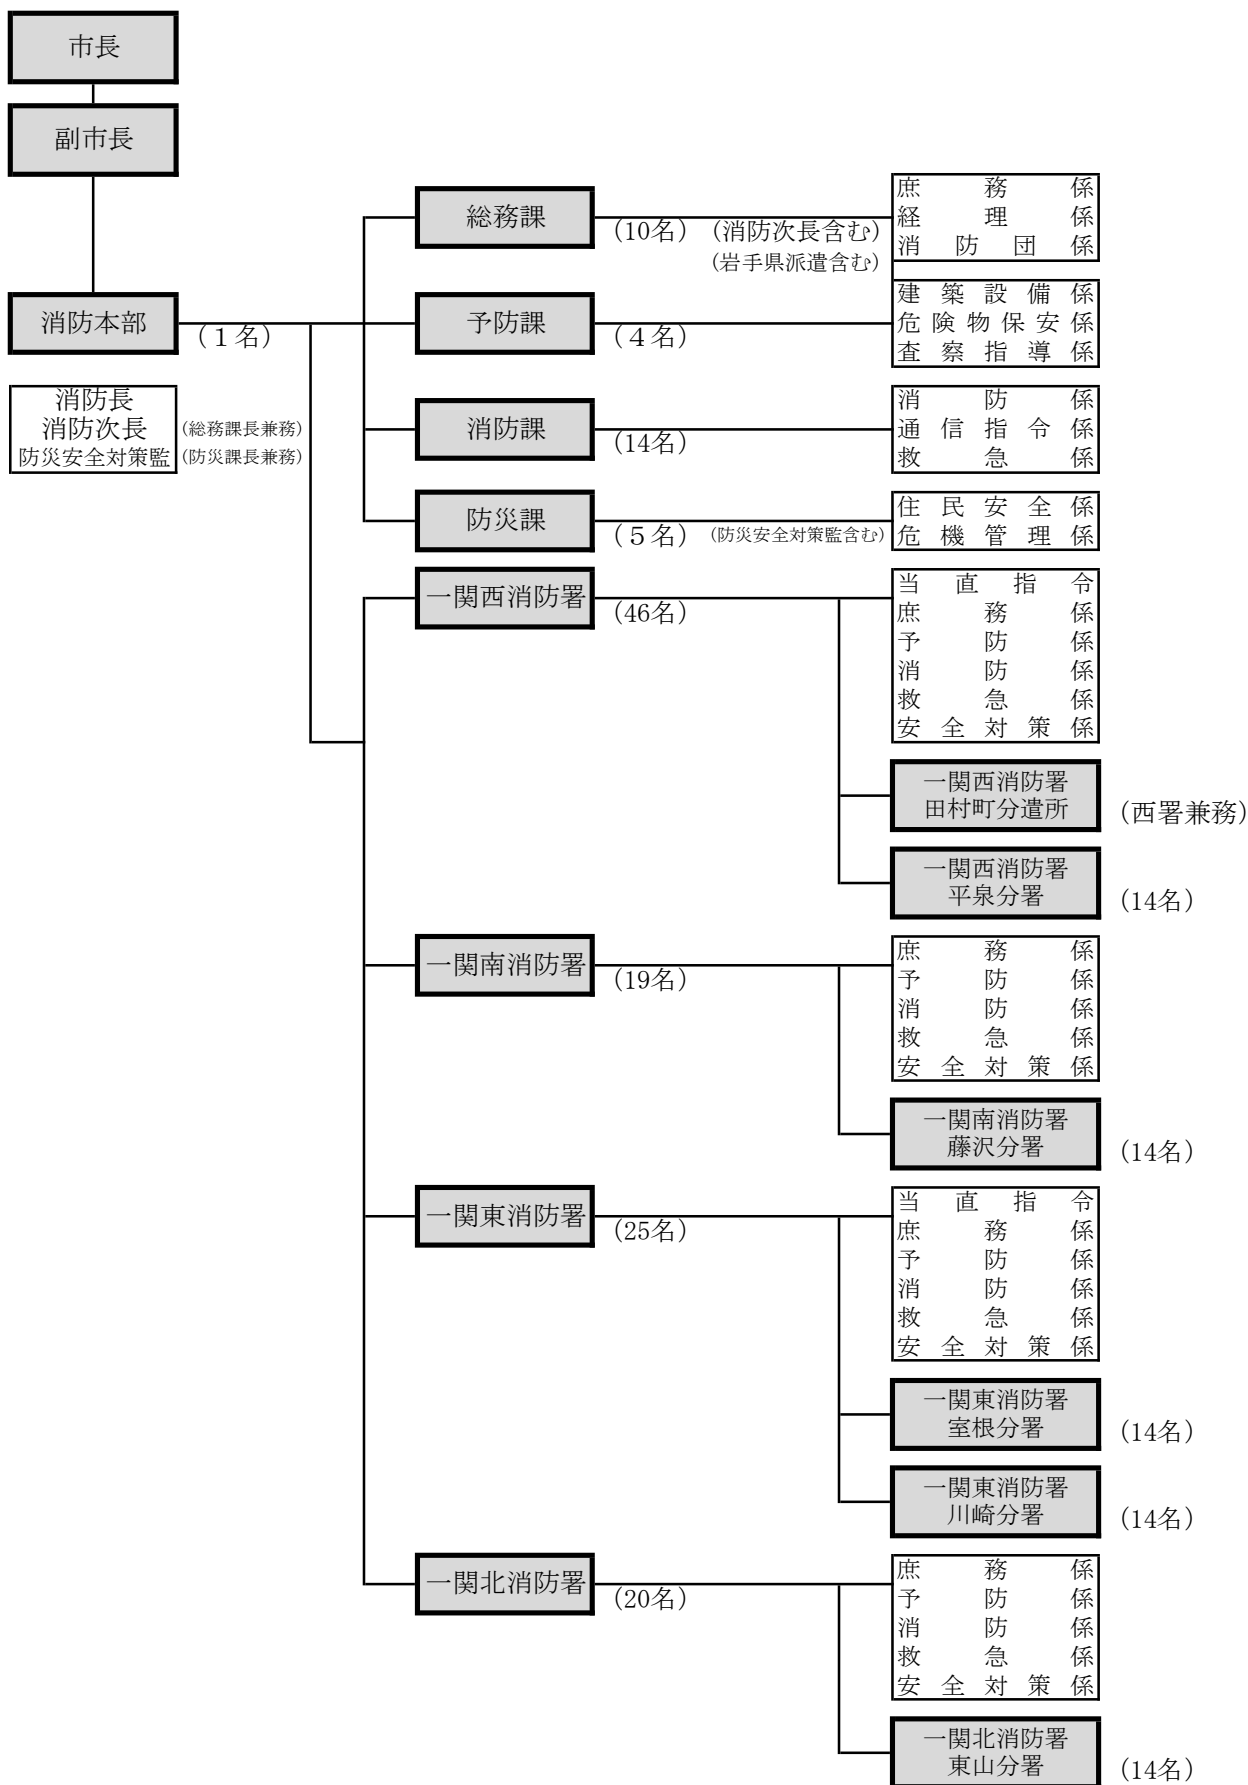 市長
副市長
消防本部
(１名)
消防長
消防次長
(総務課長兼務)
防災安全対策監
(防災課長兼務)
総務課
(10名)
(消防次長含む)
(岩手県派遣含む)
庶務係
経理係
消防団係
予防課
(４名)
建築設備係
危険物保安係
査察指導係
消防課
(14名)
消防係
通信指令係
救急係
防災課
(５名)
(防災安全対策監含む)
住民安全係
危機管理係
一関西消防署
(46名)
当直指令
庶務係
予防係
消防係
救急係
安全対策係
一関西消防署
田村町分遣所
(西署兼務)
一関西消防署
平泉分署
(14名)
一関南消防署
(19名)
庶務係
予防係
消防係
救急係
安全対策係
一関南消防署
藤沢分署
(14名)
一関東消防署
(25名)
当直指令
庶務係
予防係
消防係
救急係
安全対策係
一関東消防署
室根分署
(14名)
一関東消防署
川崎分署
(14名)
一関北消防署
(20名)
庶務係
予防係
消防係
救急係
安全対策係
一関北消防署
東山分署
(14名)